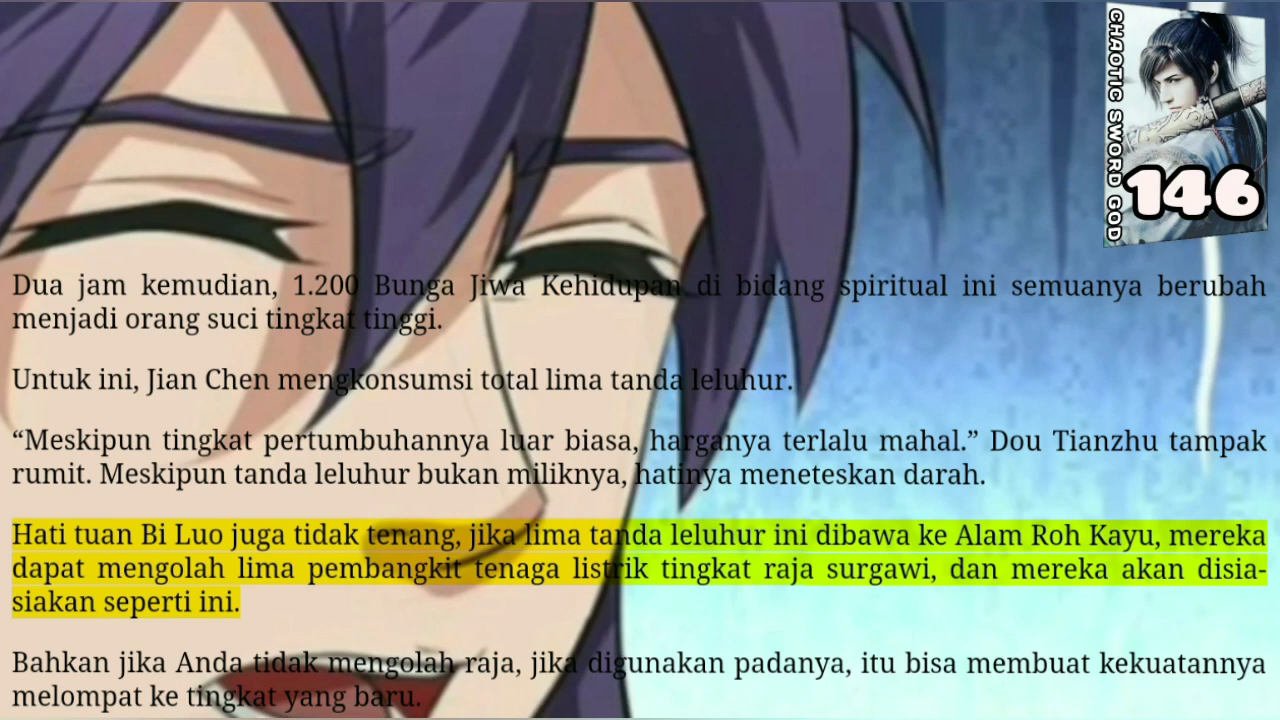 CHAOTIC SWORD GOD
146
Dua jam kemudian, 1.200 Bunga Jiwa Kehidupan di bidang spiritual ini semuanya berubah
menjadi orang suci tingkat tinggi.
Untuk ini, Jian Chen mengkonsumsi total lima tanda leluhur.
“Meskipun tingkat pertumbuhannya luar biasa, harganya terlalu mahal.” Dou Tianzhu tampak
rumit. Meskipun tanda leluhur bukan miliknya, hatinya meneteskan darah.
Hati tuan Bi Luo juga tidak tenang, jika lima tanda leluhur ini dibawa ke Alam Roh Kayu, mereka
dapat mengolah lima pembangkit tenaga listrik tingkat raja surgawi, dan mereka akan disia-
siakan seperti ini.
Bahkan jika Anda tidak mengolah raja, jika digunakan padanya, itu bisa membuat kekuatannya
melompat ke tingkat yang baru.